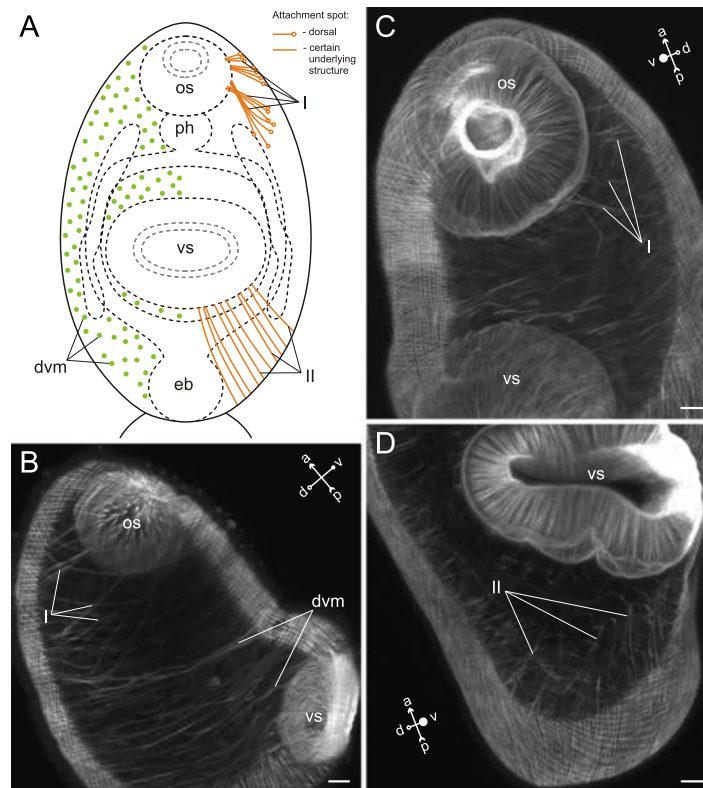 A
Attachment spot:
- dorsal
- certain
underlying
structure
os
I
ph
vs
dvm
eb
II
B
a
v
d
p
os
I
dvm
vs
C
a
d
v
p
os
I
vs
D
vs
II
a
v
d
p